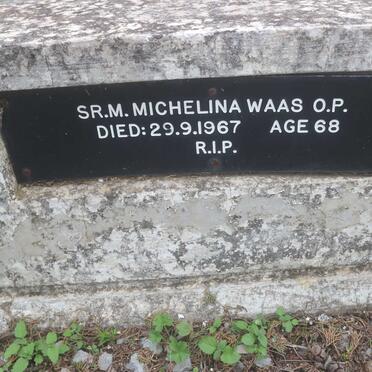 SR.M. MICHELINA WAAS O.P.
DIED: 29.9.1967 AGE 68
R.I.P.